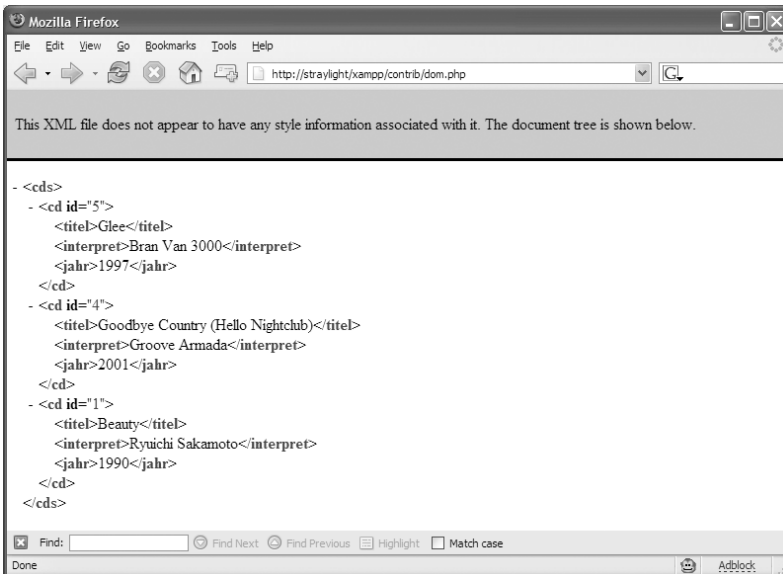 Mozilla Firefox
File Edit View Go Bookmarks Tools Help
http://straylight/xampp/contrib/dom.php
G
This XML file does not appear to have any style information associated with it. The document tree is shown below.
- <cds>
- <cd id="5">
<titel>Glee</titel>
<interpret>Bran Van 3000</interpret>
<jahr>1997</jahr>
</cd>
- <cd id="4">
<titel>Goodbye Country (Hello Nightclub)</titel>
<interpret>Groove Armada</interpret>
<jahr>2001</jahr>
</cd>
- <cd id="1">
<titel>Beauty</titel>
<interpret>Ryuichi Sakamoto</interpret>
<jahr>1990</jahr>
</cd>
</cds>
Find: Find Next Find Previous Highlight Match case
Done Adblock